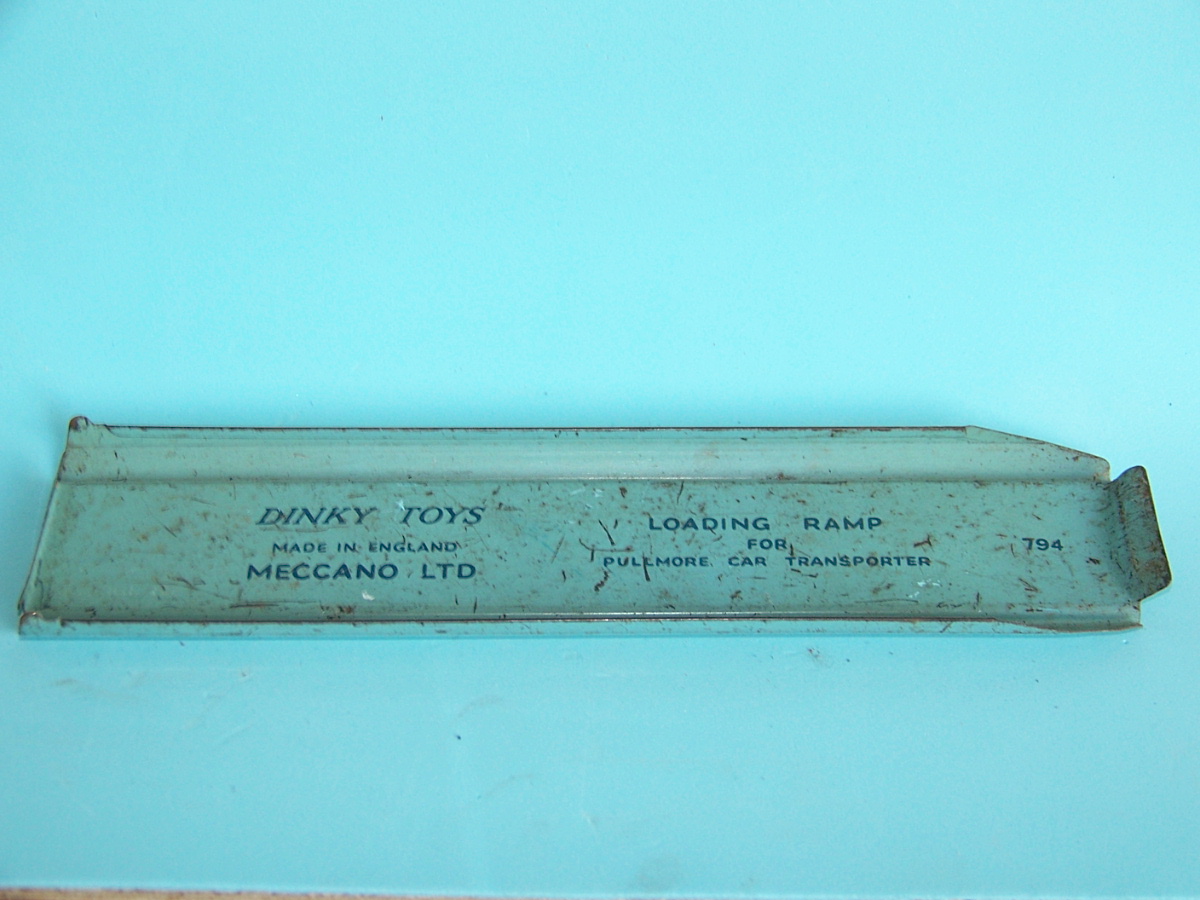 DINKY TOYS
MADE IN ENGLAND
MECCANO LTD
LOADING RAMP
FOR
PULLMORE CAR TRANSPORTER
794